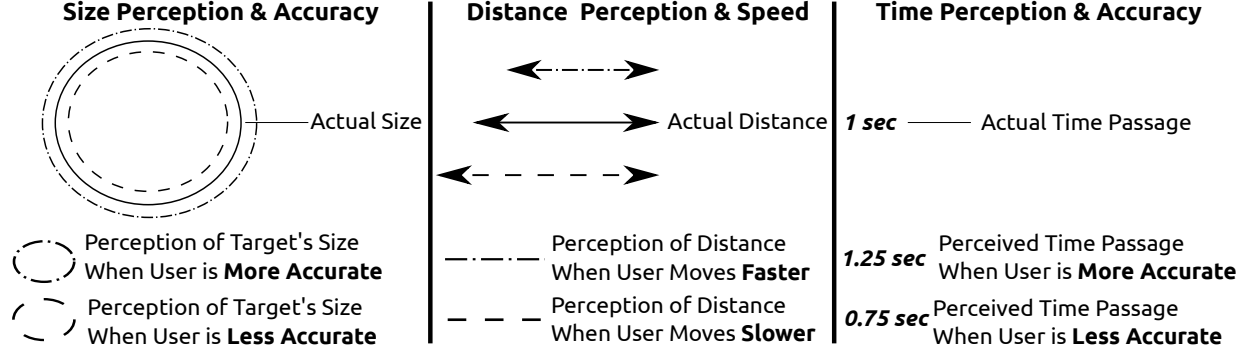 Size Perception & Accuracy
Actual Size
Perception of Target's Size
When User is More Accurate
Perception of Target's Size
When User is Less Accurate
Distance Perception & Speed
Actual Distance
Perception of Distance
When User Moves Faster
Perception of Distance
When User Moves Slower
Time Perception & Accuracy
1 sec Actual Time Passage
1.25 sec Perceived Time Passage
When User is More Accurate
0.75 sec Perceived Time Passage
When User is Less Accurate